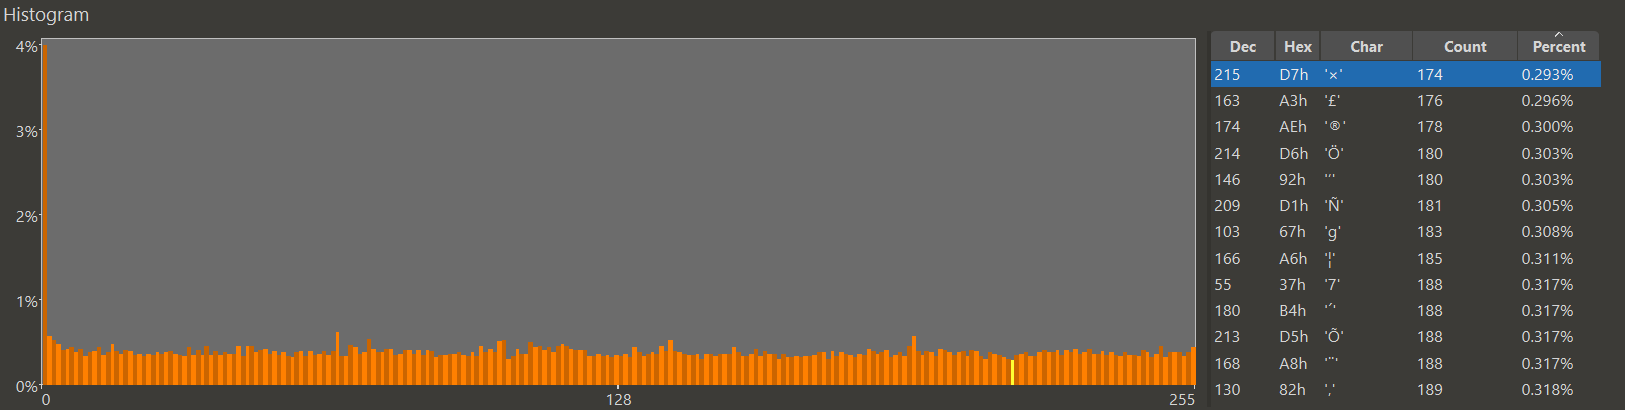 Histogram
4%
3%
2%
1%
0%
0 128 255
Dec Hex Char Count Percent
215 D7h '×' 174 0.293%
163 A3h '£' 176 0.296%
174 AEh '®' 178 0.300%
214 D6h 'Ö' 180 0.303%
146 92h '’' 180 0.303%
209 D1h 'Ñ' 181 0.305%
103 67h 'g' 183 0.308%
166 A6h '¦' 185 0.311%
55 37h '7' 188 0.317%
180 B4h '´' 188 0.317%
213 D5h 'Õ' 188 0.317%
168 A8h '¨' 188 0.317%
130 82h '‚' 189 0.318%